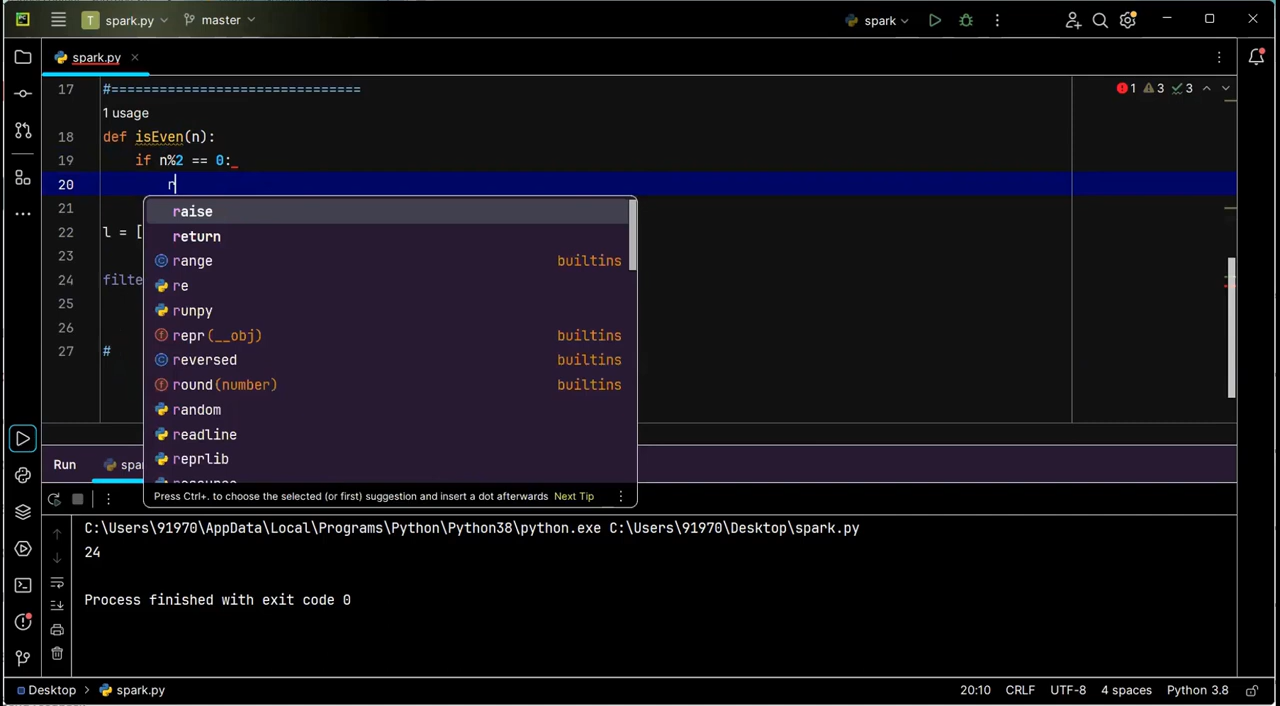 T spark.py master spark
spark.py
17 #==============================
1 3 3
1 usage
18 def isEven(n):
19 if n%2 == 0:
20 r
21
22 l = [
23
24 filte
25
26
27 #
raise
return
range builtins
re
runpy
repr(__obj) builtins
reversed builtins
round(number) builtins
random
readline
reprlib
Press Ctrl+. to choose the selected (or first) suggestion and insert a dot afterwards Next Tip
Run spa
C:\Users\91970\AppData\Local\Programs\Python\Python38\python.exe C:\Users\91970\Desktop\spark.py
24
Process finished with exit code 0
Desktop > spark.py 20:10 CRLF UTF-8 4 spaces Python 3.8